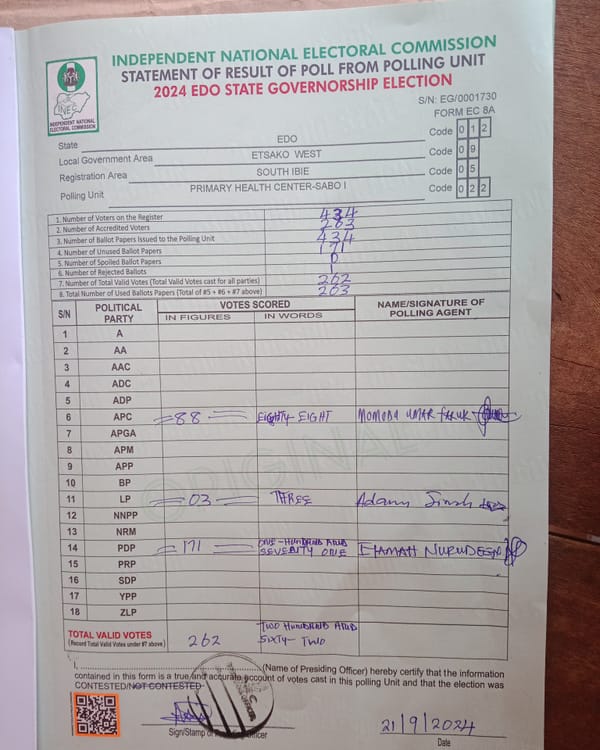 INDEPENDENT NATIONAL ELECTORAL COMMISSION
STATEMENT OF RESULT OF POLL FROM POLLING UNIT
2024 EDO STATE GOVERNORSHIP ELECTION
INEC
INDEPENDENT NATIONAL
ELECTORAL COMMISSION
S/N: EG/0001730
FORM EC 8A
State EDO Code 0 1 2
Local Government Area ETSAKO WEST Code 0 9
Registration Area SOUTH IBIE Code 0 5
Polling Unit PRIMARY HEALTH CENTER-SABO I Code 0 2 2
1. Number of Voters on the Register 434
2. Number of Accredited Voters 263
3. Number of Ballot Papers Issued to the Polling Unit 434
4. Number of Unused Ballot Papers 171
5. Number of Spoiled Ballot Papers 0
6. Number of Rejected Ballots 1
7. Number of Total Valid Votes (Total Valid Votes cast for all parties) 262
8. Total Number of Used Ballots Papers (Total of #5 + #6 + #7 above) 263
S/N POLITICAL PARTY VOTES SCORED NAME/SIGNATURE OF POLLING AGENT
IN FIGURES IN WORDS
1 A
2 AA
3 AAC
4 ADC
5 ADP
6 APC 88 EIGHTY EIGHT MOMODU UMAR FARUK
7 APGA
8 APM
9 APP
10 BP
11 LP 03 THREE Adamu
12 NNPP
13 NRM
14 PDP 171 ONE-HUNDRED AND SEVENTY ONE ETAMAH NURUDEEN
15 PRP
16 SDP
17 YPP
18 ZLP
ORIGINAL
TOTAL VALID VOTES 262 TWO HUNDRED AND SIXTY-TWO
(Record Total Valid Votes under #7 above)
I, (Name of Presiding Officer) hereby certify that the information
contained in this form is a true and accurate account of votes cast in this polling Unit and that the election was
CONTESTED/NOT CONTESTED
Sign/Stamp of Presiding Officer
21/9/2024
Date